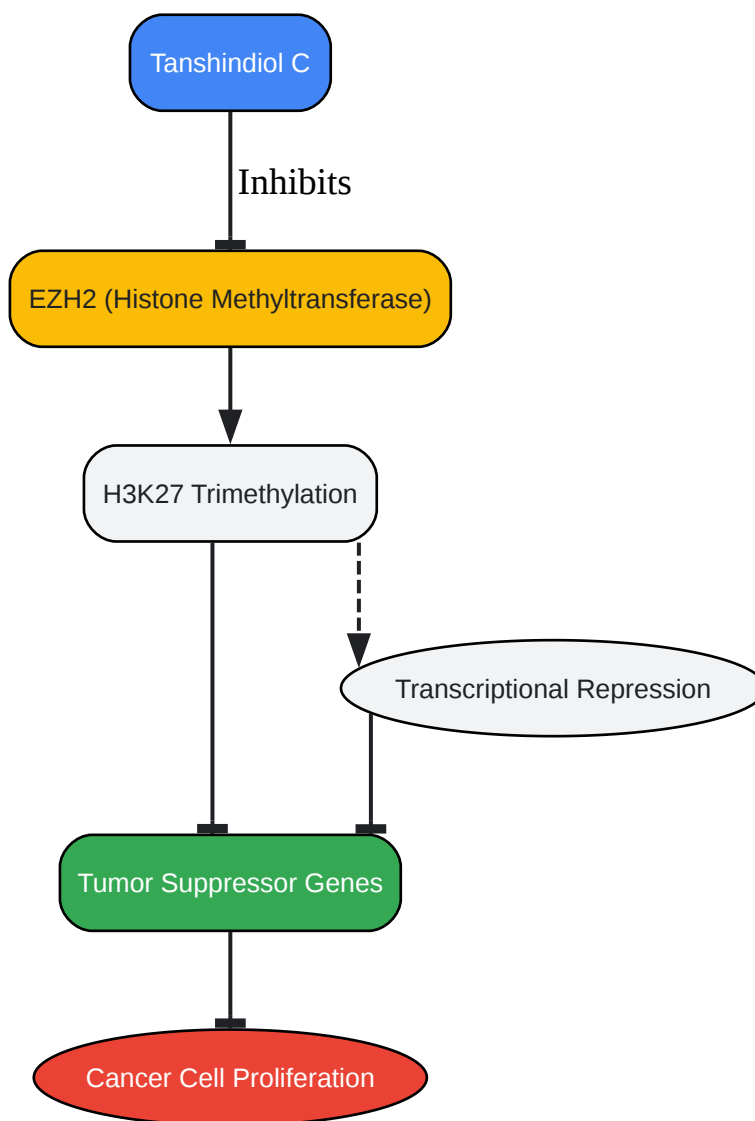 Tanshindiol C
Inhibits
EZH2 (Histone Methyltransferase)
H3K27 Trimethylation
Transcriptional Repression
Tumor Suppressor Genes
Cancer Cell Proliferation